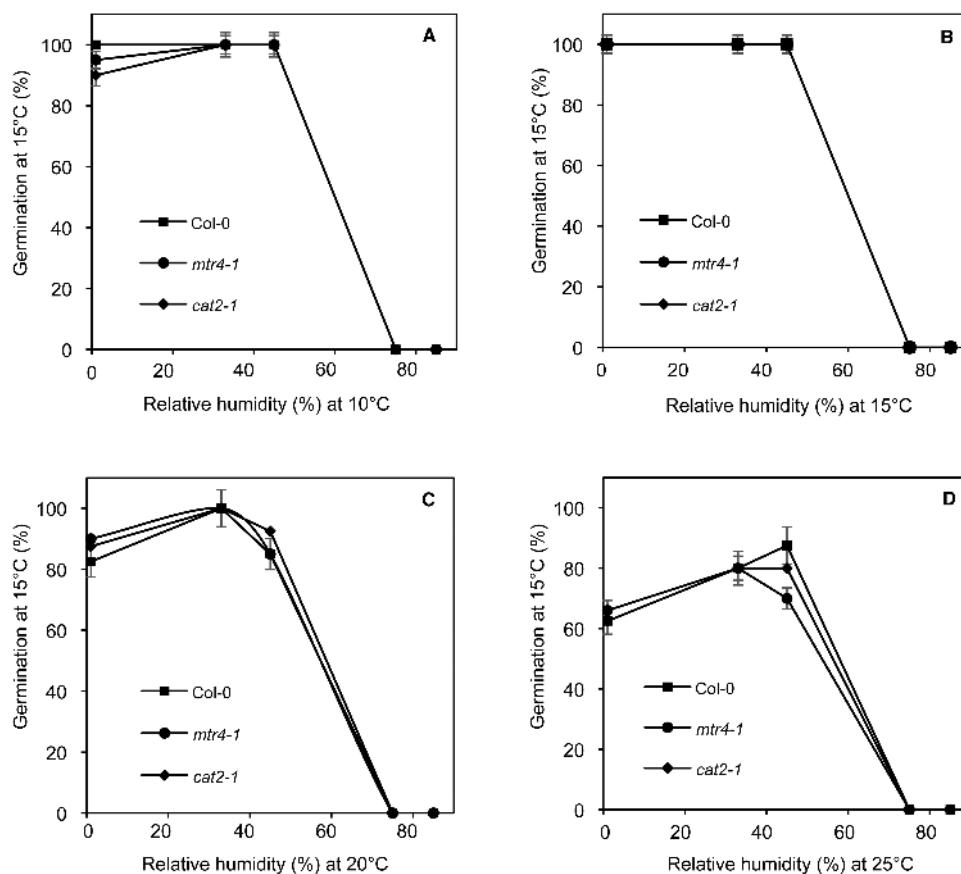 A
Germination at 15°C (%)
100
80
60
40
20
0
Col-0
mtr4-1
cat2-1
0 20 40 60 80
Relative humidity (%) at 10°C
B
Germination at 15°C (%)
100
80
60
40
20
0
Col-0
mtr4-1
cat2-1
0 20 40 60 80
Relative humidity (%) at 15°C
C
Germination at 15°C (%)
100
80
60
40
20
0
Col-0
mtr4-1
cat2-1
0 20 40 60 80
Relative humidity (%) at 20°C
D
Germination at 15°C (%)
100
80
60
40
20
0
Col-0
mtr4-1
cat2-1
0 20 40 60 80
Relative humidity (%) at 25°C